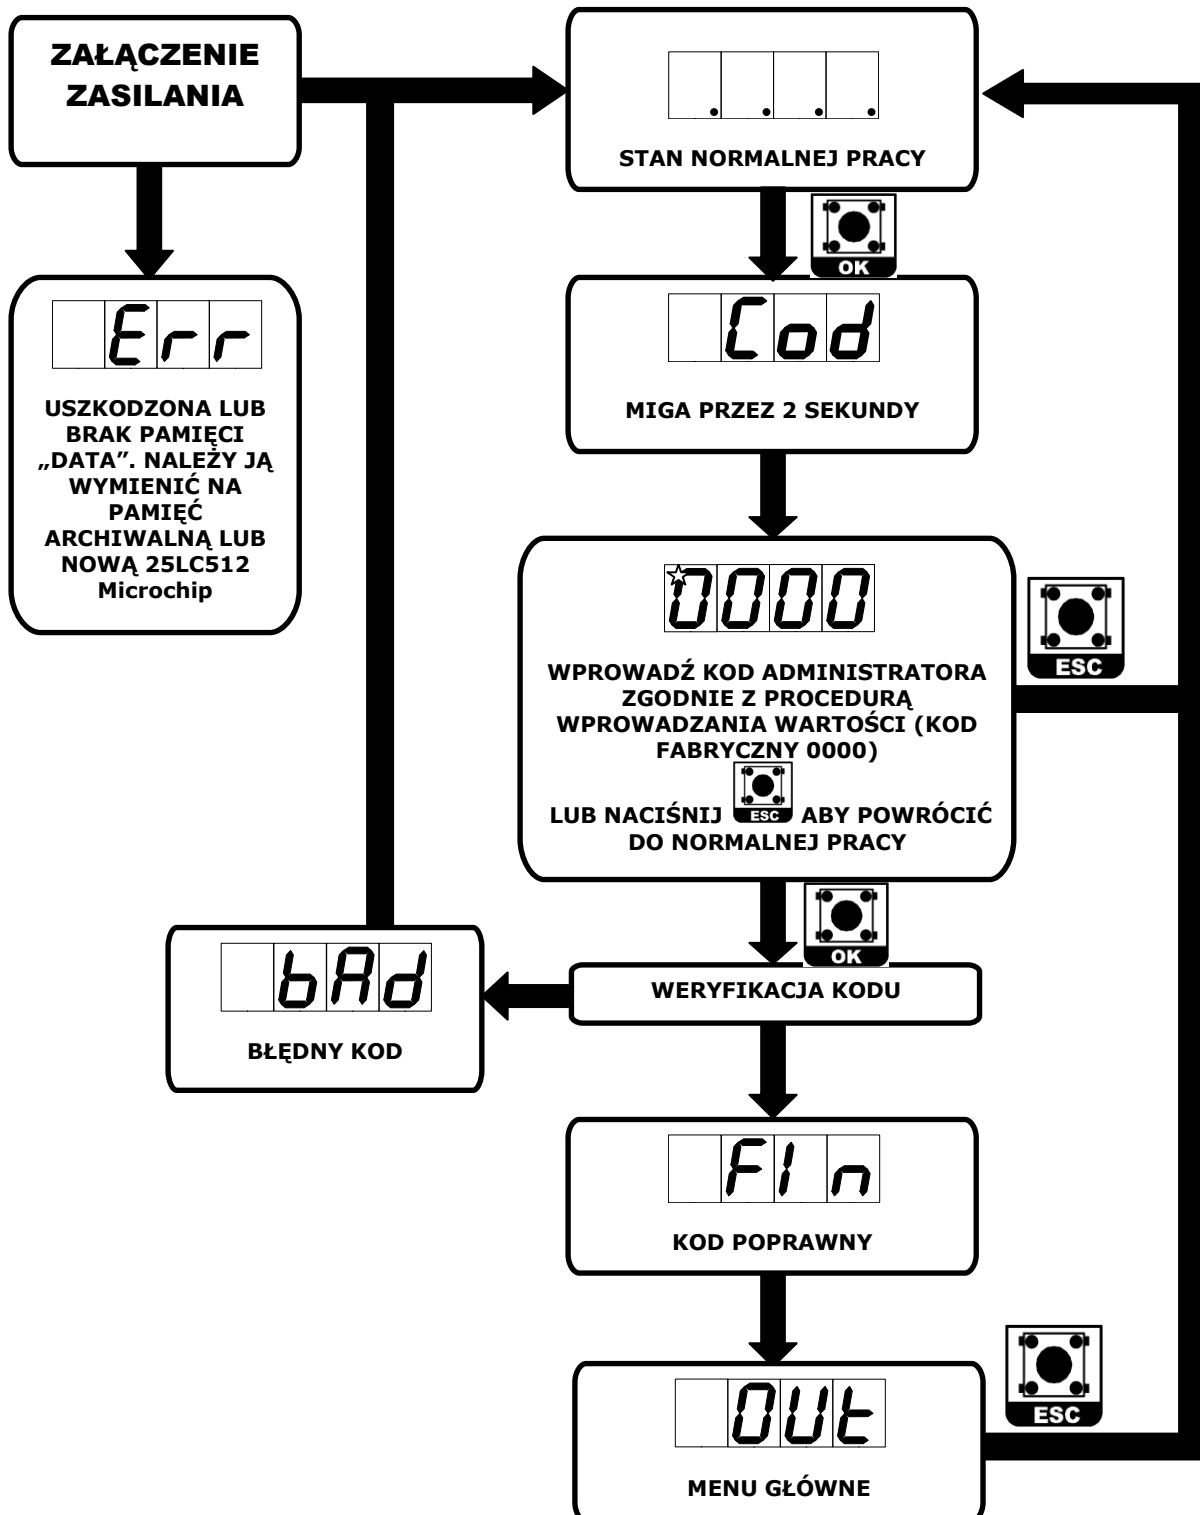 ZAŁĄCZENIE
ZASILANIA
. . . .
STAN NORMALNEJ PRACY
OK
Err
USZKODZONA LUB
BRAK PAMIĘCI
„DATA”. NALEŻY JĄ
WYMIENIĆ NA
PAMIĘĆ
ARCHIWALNĄ LUB
NOWĄ 25LC512
Microchip
Cod
MIGA PRZEZ 2 SEKUNDY
0000
WPROWADŹ KOD ADMINISTRATORA
ZGODNIE Z PROCEDURĄ
WPROWADZANIA WARTOŚCI (KOD
FABRYCZNY 0000)
LUB NACIŚNIJ ESC ABY POWRÓCIĆ
DO NORMALNEJ PRACY
ESC
OK
WERYFIKACJA KODU
bAd
BŁĘDNY KOD
FIn
KOD POPRAWNY
OUt
MENU GŁÓWNE
ESC